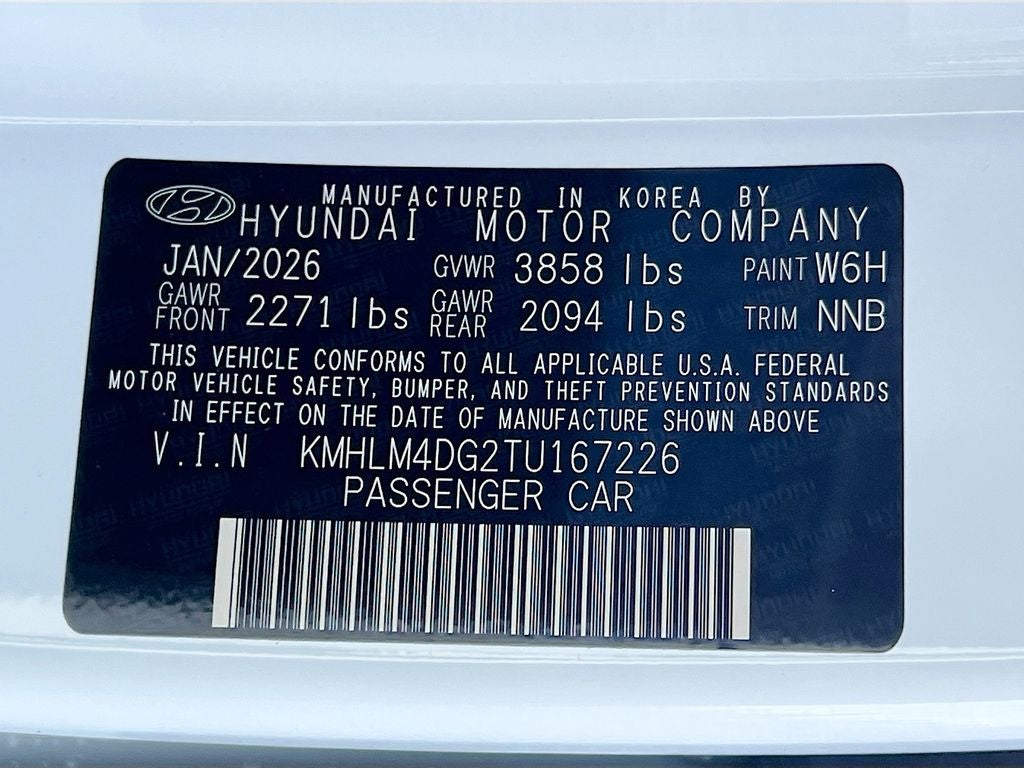 MANUFACTURED IN KOREA BY
HYUNDAI MOTOR COMPANY
JAN/2026 GVWR 3858 lbs PAINT W6H
GAWR FRONT 2271 lbs GAWR REAR 2094 lbs TRIM NNB
THIS VEHICLE CONFORMS TO ALL APPLICABLE U.S.A. FEDERAL
MOTOR VEHICLE SAFETY, BUMPER, AND THEFT PREVENTION STANDARDS
IN EFFECT ON THE DATE OF MANUFACTURE SHOWN ABOVE
V.I.N KMHLM4DG2TU167226
PASSENGER CAR